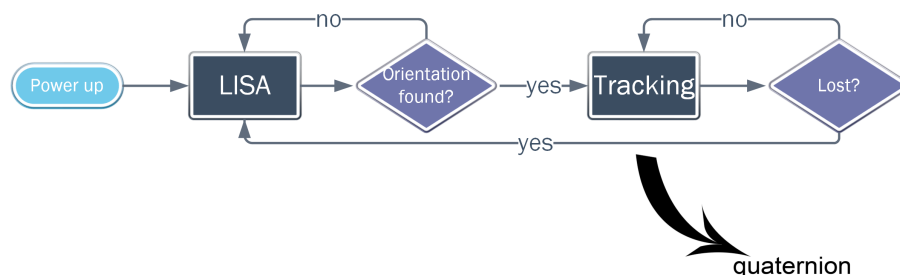 no
no
Power up
LISA
Orientation
found?
yes
Tracking
Lost?
yes
quaternion